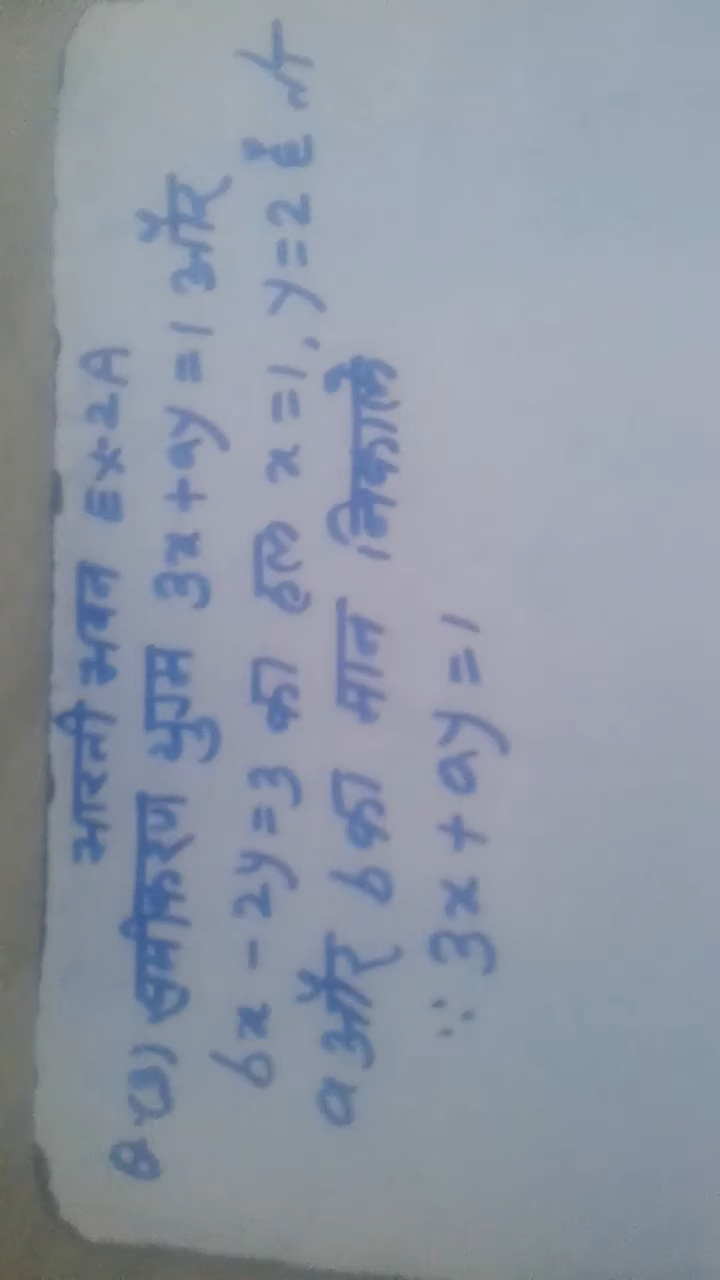 भारती भवन Ex-2A
Q.(3) समीकरण युग्म 3x + ay = 1 और
bx - 2y = 3 का हल x = 1, y = 2 है तो
a और b का मान निकालें
∵ 3x + ay = 1